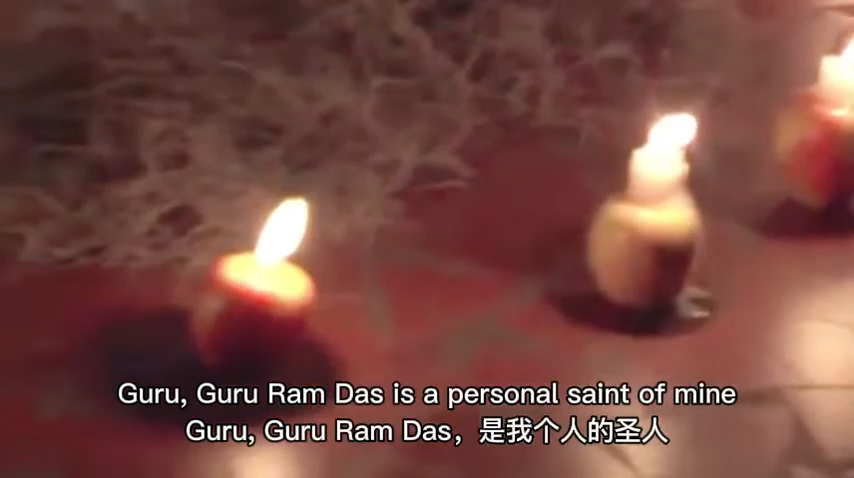 Guru, Guru Ram Das is a personal saint of mine
Guru, Guru Ram Das，是我个人的圣人